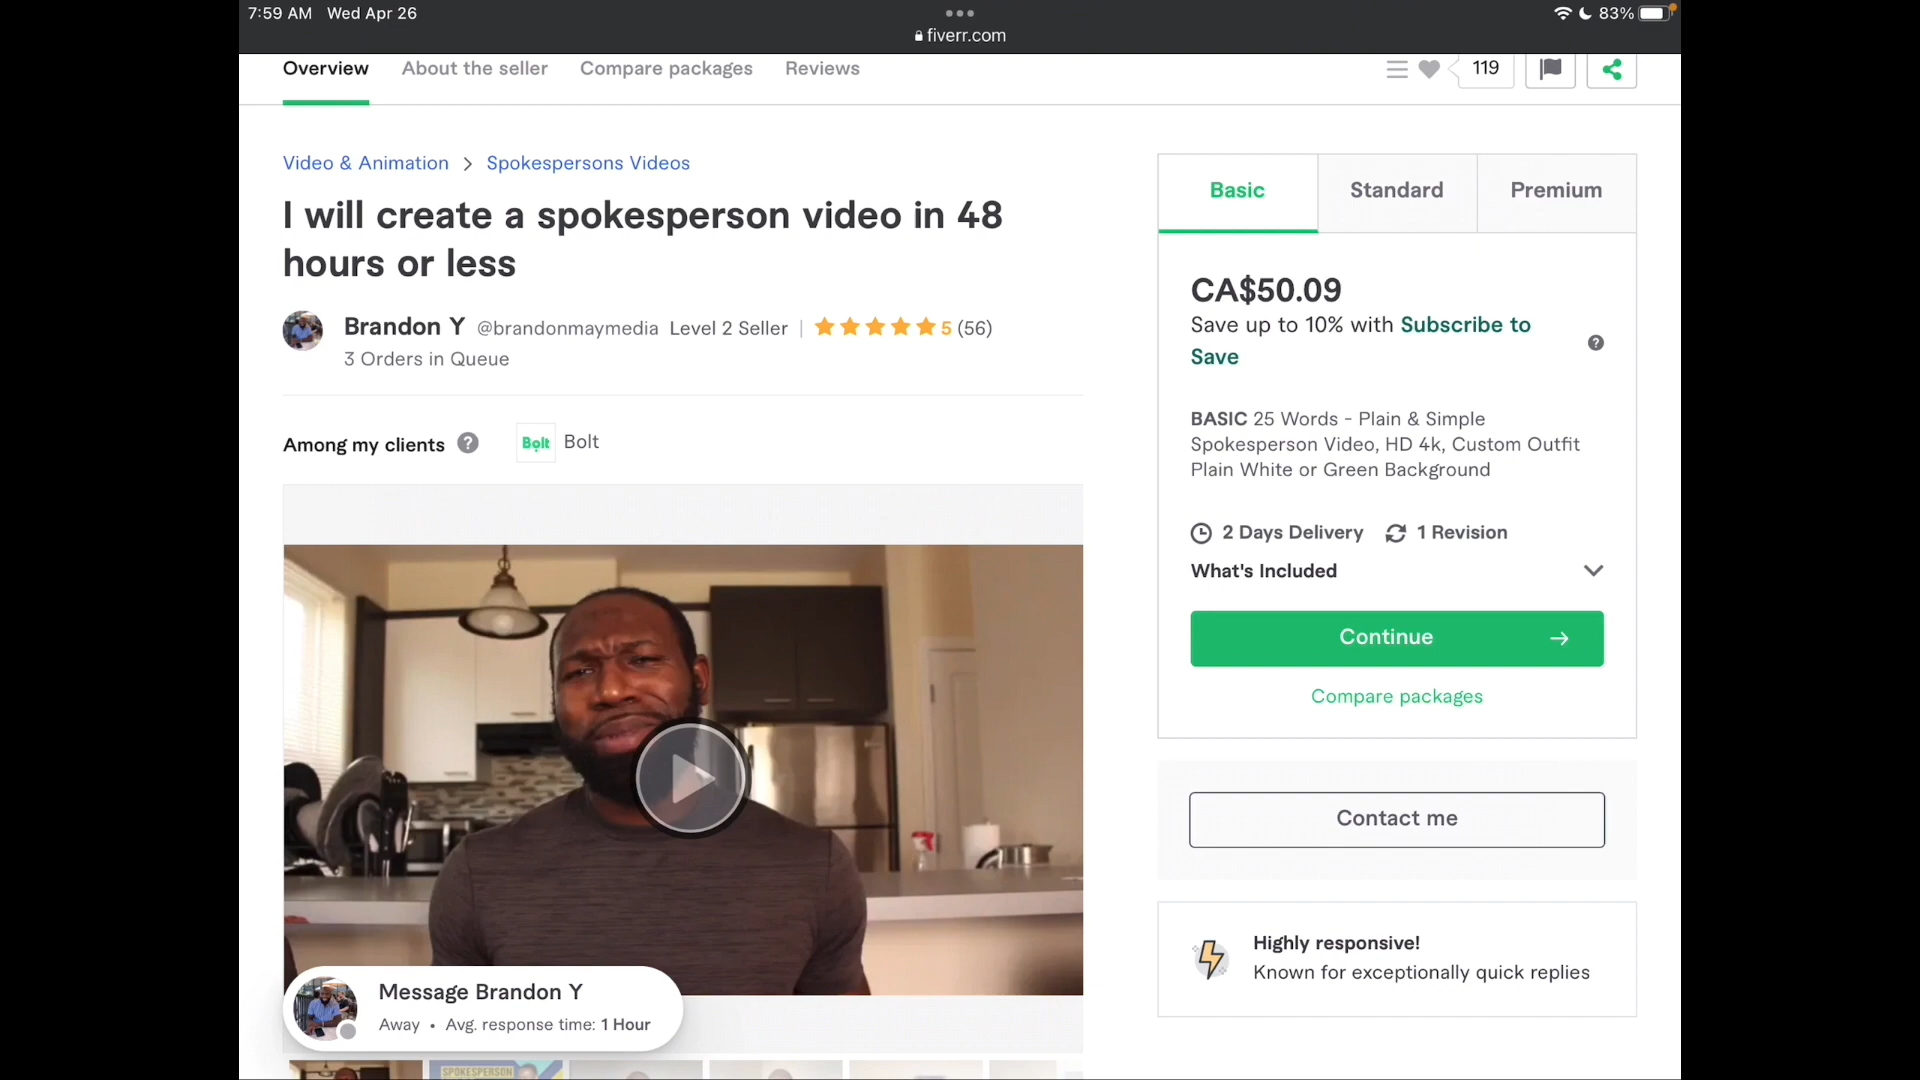 7:59 AM Wed Apr 26
83%
fiverr.com
Overview About the seller Compare packages Reviews
119
Video & Animation > Spokespersons Videos
I will create a spokesperson video in 48
hours or less
Brandon Y @brandonmaymedia Level 2 Seller | 5 (56)
3 Orders in Queue
Among my clients ? Bolt Bolt
Message Brandon Y
Away • Avg. response time: 1 Hour
SPOKESPERSON
Basic Standard Premium
CA$50.09
Save up to 10% with Subscribe to
Save ?
BASIC 25 Words - Plain & Simple
Spokesperson Video, HD 4k, Custom Outfit
Plain White or Green Background
2 Days Delivery 1 Revision
What's Included
Continue →
Compare packages
Contact me
Highly responsive!
Known for exceptionally quick replies